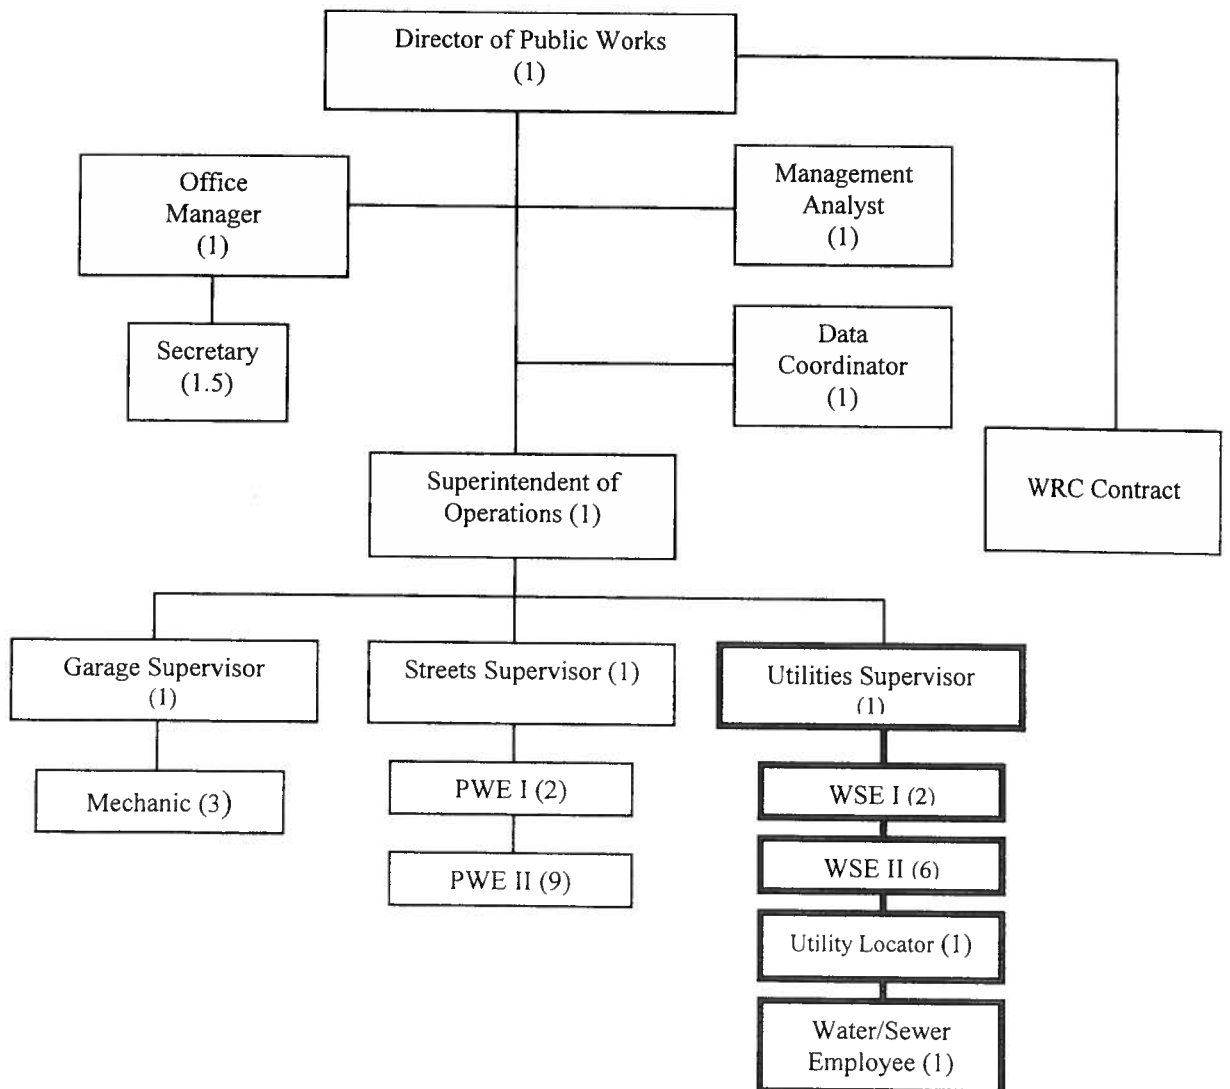 Director of Public Works
(1)
Office
Manager
(1)
Management
Analyst
(1)
Secretary
(1.5)
Data
Coordinator
(1)
Superintendent of
Operations (1)
WRC Contract
Garage Supervisor
(1)
Streets Supervisor (1)
Utilities Supervisor
(1)
Mechanic (3)
PWE I (2)
WSE I (2)
PWE II (9)
WSE II (6)
Utility Locator (1)
Water/Sewer
Employee (1)